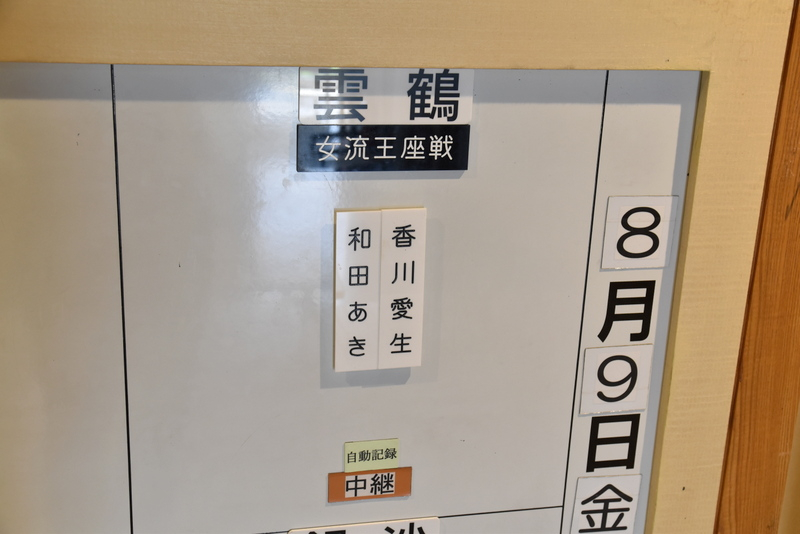 雲鶴
女流王座戦
香川愛生
和田あき
自動記録
中継
8月9日金